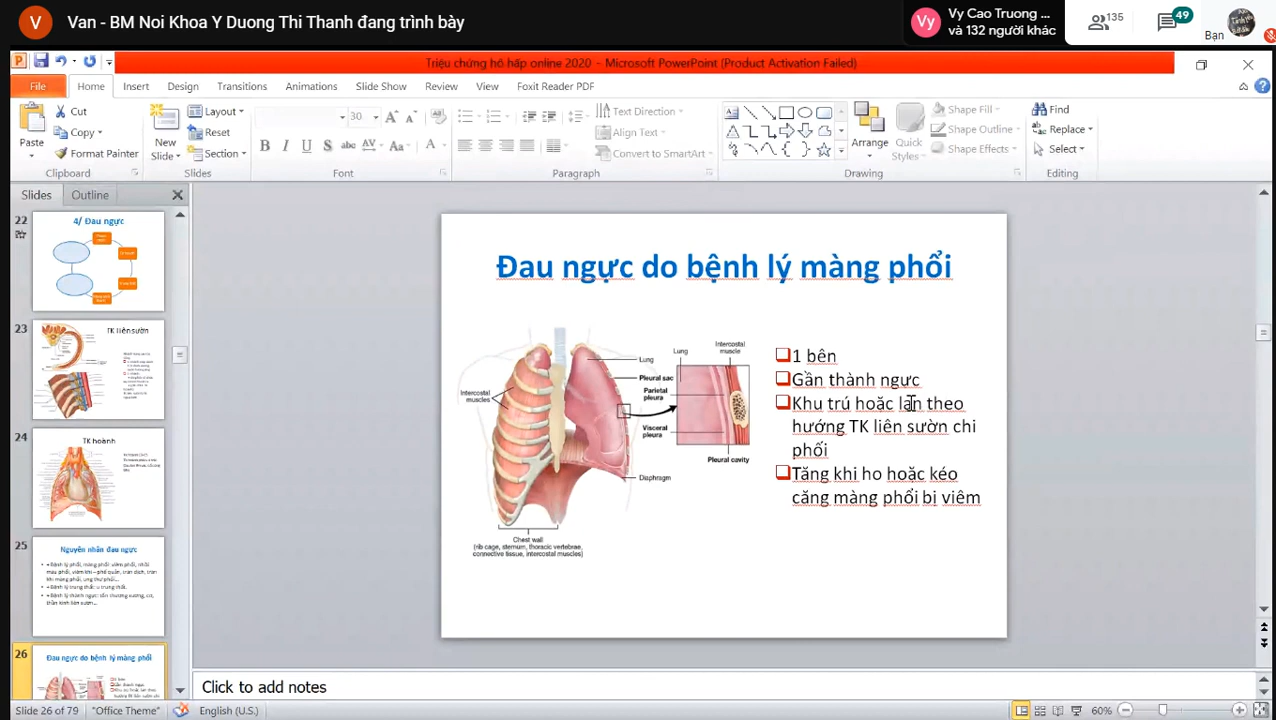 V
Van - BM Noi Khoa Y Duong Thi Thanh đang trình bày
Vy
Vy Cao Truong ...
và 132 người khác
135
49
Bạn
Triệu chứng hô hấp online 2020 - Microsoft PowerPoint (Product Activation Failed)
File
Home
Insert
Design
Transitions
Animations
Slide Show
Review
View
Foxit Reader PDF
Paste
Cut
Copy
Format Painter
Clipboard
New
Slide
Layout
Reset
Section
Slides
30
B I U S abc AV Aa A
Font
Text Direction
Align Text
Convert to SmartArt
Paragraph
Arrange
Quick
Styles
Shape Fill
Shape Outline
Shape Effects
Drawing
Find
Replace
Select
Editing
Slides
Outline
22
4/ Đau ngực
23
TK liên sườn
24
TK hoành
25
Nguyên nhân đau ngực
26
Đau ngực do bệnh lý màng phổi
Đau ngực do bệnh lý màng phổi
Intercostal
muscles
Lung
Pleural sac
Parietal
pleura
Visceral
pleura
Diaphragm
Lung
Intercostal
muscle
Pleural cavity
Chest wall
(rib cage, sternum, thoracic vertebrae,
connective tissue, intercostal muscles)
1 bên
Gần thành ngực
Khu trú hoặc lan theo
hướng TK liên sườn chi
phối
Tăng khi ho hoặc kéo
căng màng phổi bị viêm
Click to add notes
Slide 26 of 79
"Office Theme"
English (U.S.)
60%